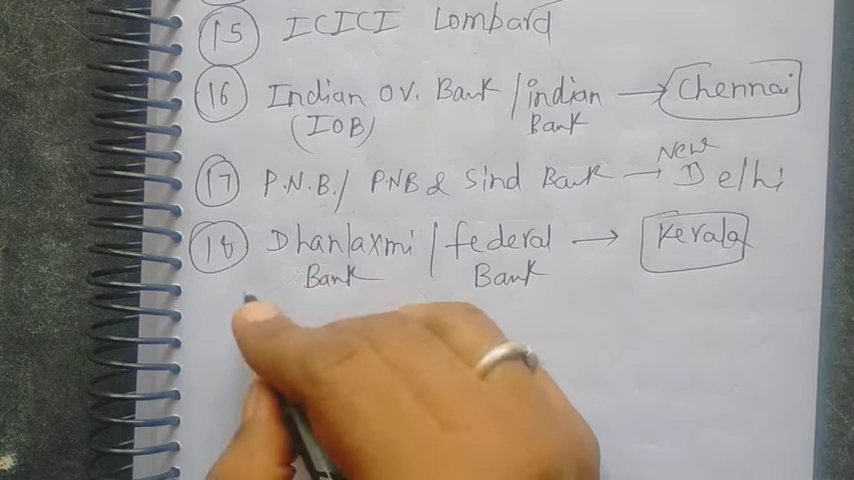 15 ICICI Lombard
16 Indian OV. Bank / indian Bank → Chennai
(IOB)
17 P.N.B./ PNB & Sind Bank → New Delhi
18 Dhanlaxmi Bank / federal Bank → Kerala